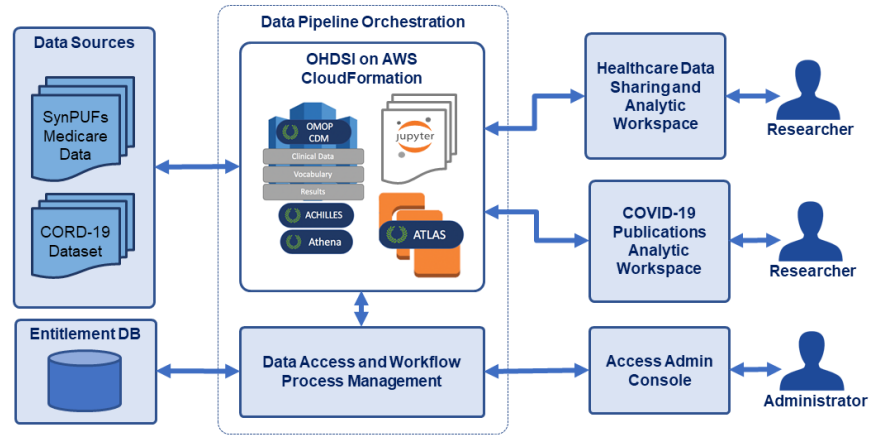 Data Pipeline Orchestration
Data Sources
SynPUFs
Medicare
Data
CORD-19
Dataset
Entitlement DB
OHDSI on AWS
CloudFormation
OMOP
CDM
Clinical Data
Vocabulary
Results
ACHILLES
Athena
jupyter
ATLAS
Data Access and Workflow
Process Management
Healthcare Data
Sharing and
Analytic
Workspace
Researcher
COVID-19
Publications
Analytic
Workspace
Researcher
Access Admin
Console
Administrator